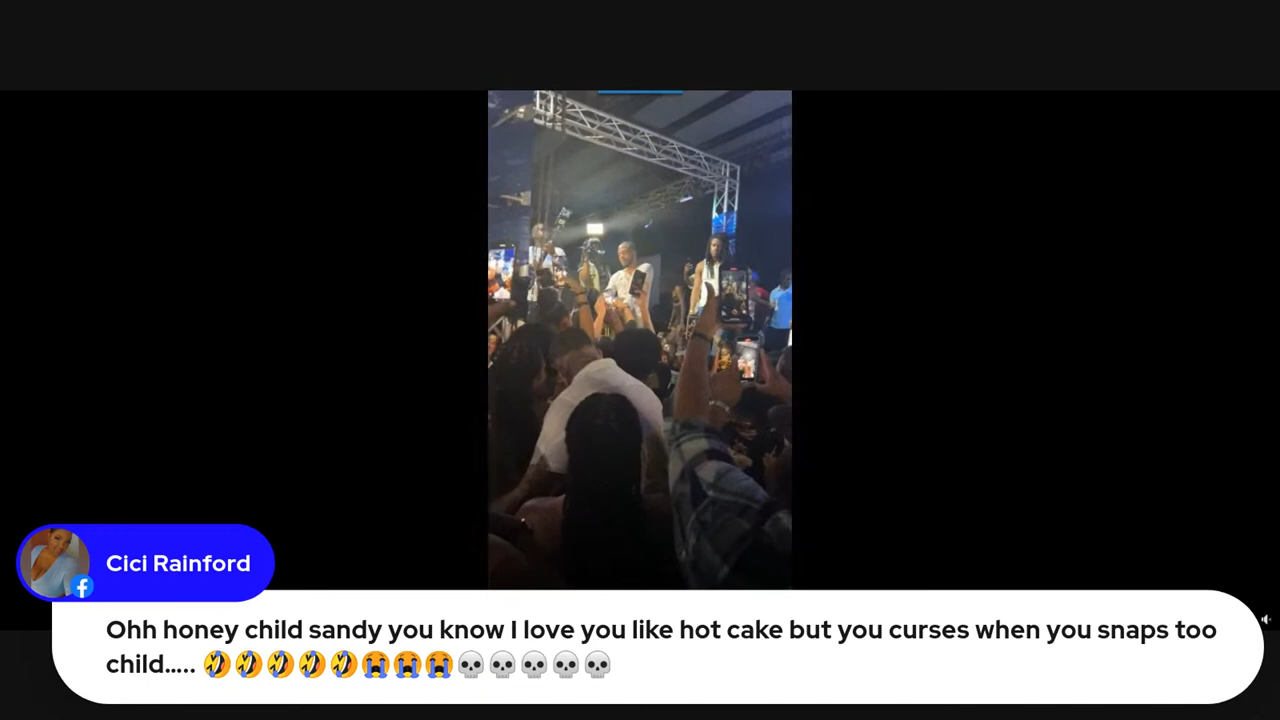 Cici Rainford
Ohh honey child sandy you know I love you like hot cake but you curses when you snaps too
child..... 🤣🤣🤣🤣🤣😭😭😭💀💀💀💀💀